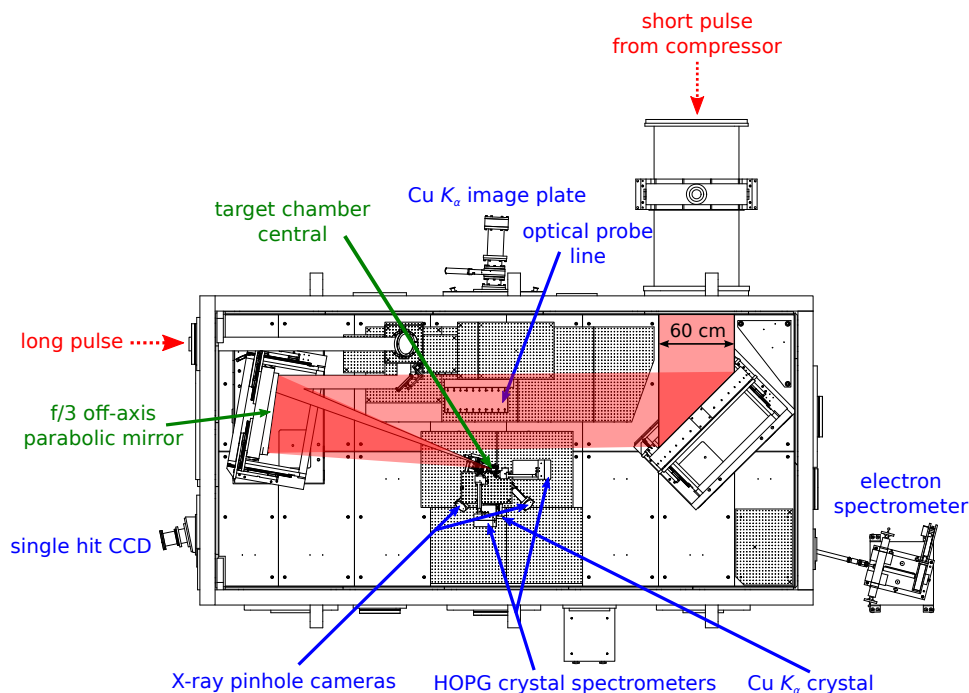 short pulse
from compressor
Cu Kα image plate
target chamber
central
optical probe
line
long pulse
60 cm
f/3 off-axis
parabolic mirror
electron
spectrometer
single hit CCD
X-ray pinhole cameras
HOPG crystal spectrometers
Cu Kα crystal